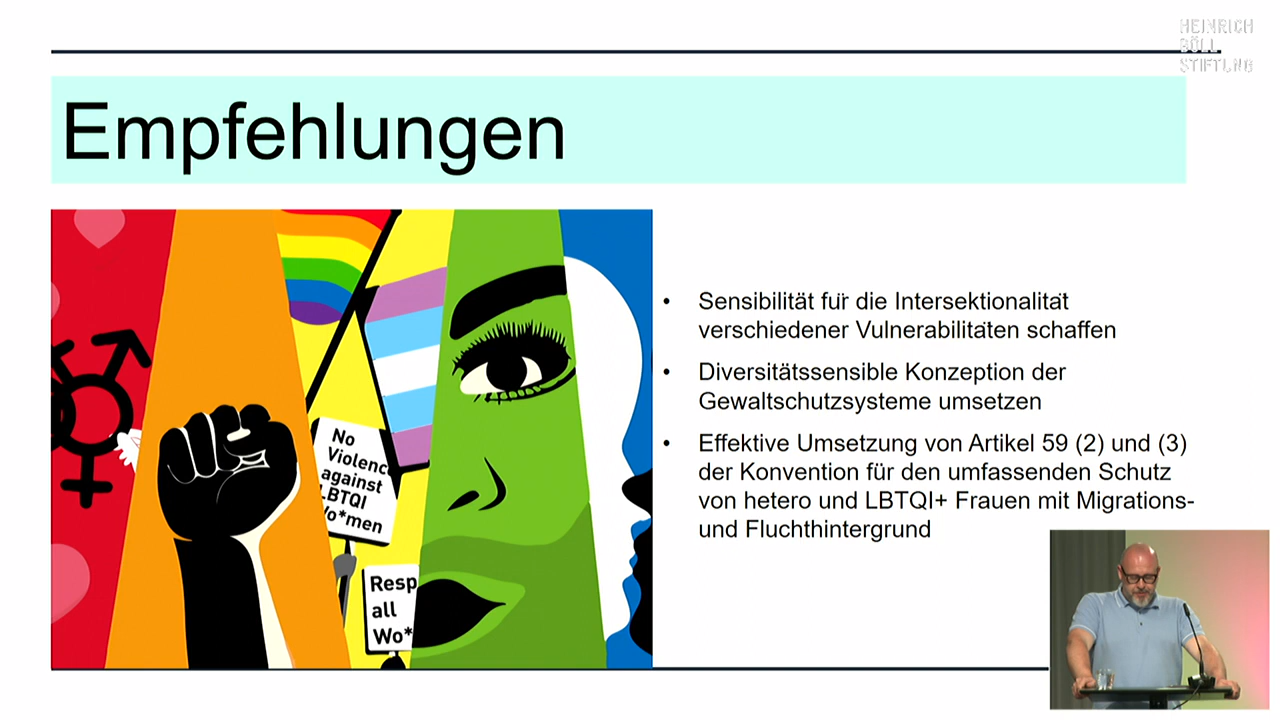 HEINRICH
BÖLL
STIFTUNG
Empfehlungen
No
Violenc
against
LBTQI
Wo*men
Resp
all
Wo*
• Sensibilität für die Intersektionalität
verschiedener Vulnerabilitäten schaffen
• Diversitätssensible Konzeption der
Gewaltschutzsysteme umsetzen
• Effektive Umsetzung von Artikel 59 (2) und (3)
der Konvention für den umfassenden Schutz
von hetero und LBTQI+ Frauen mit Migrations-
und Fluchthintergrund